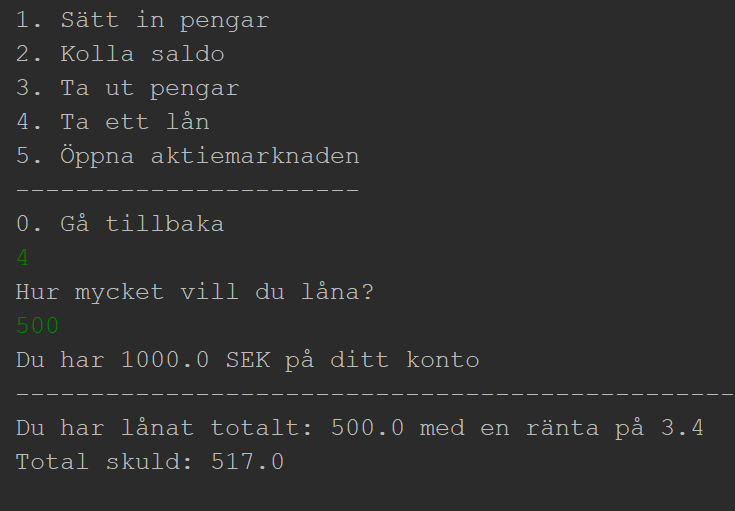 1. Sätt in pengar
2. Kolla saldo
3. Ta ut pengar
4. Ta ett lån
5. Öppna aktiemarknaden
-----------------------
0. Gå tillbaka
4
Hur mycket vill du låna?
500
Du har 1000.0 SEK på ditt konto
------------------------------------------------
Du har lånat totalt: 500.0 med en ränta på 3.4
Total skuld: 517.0